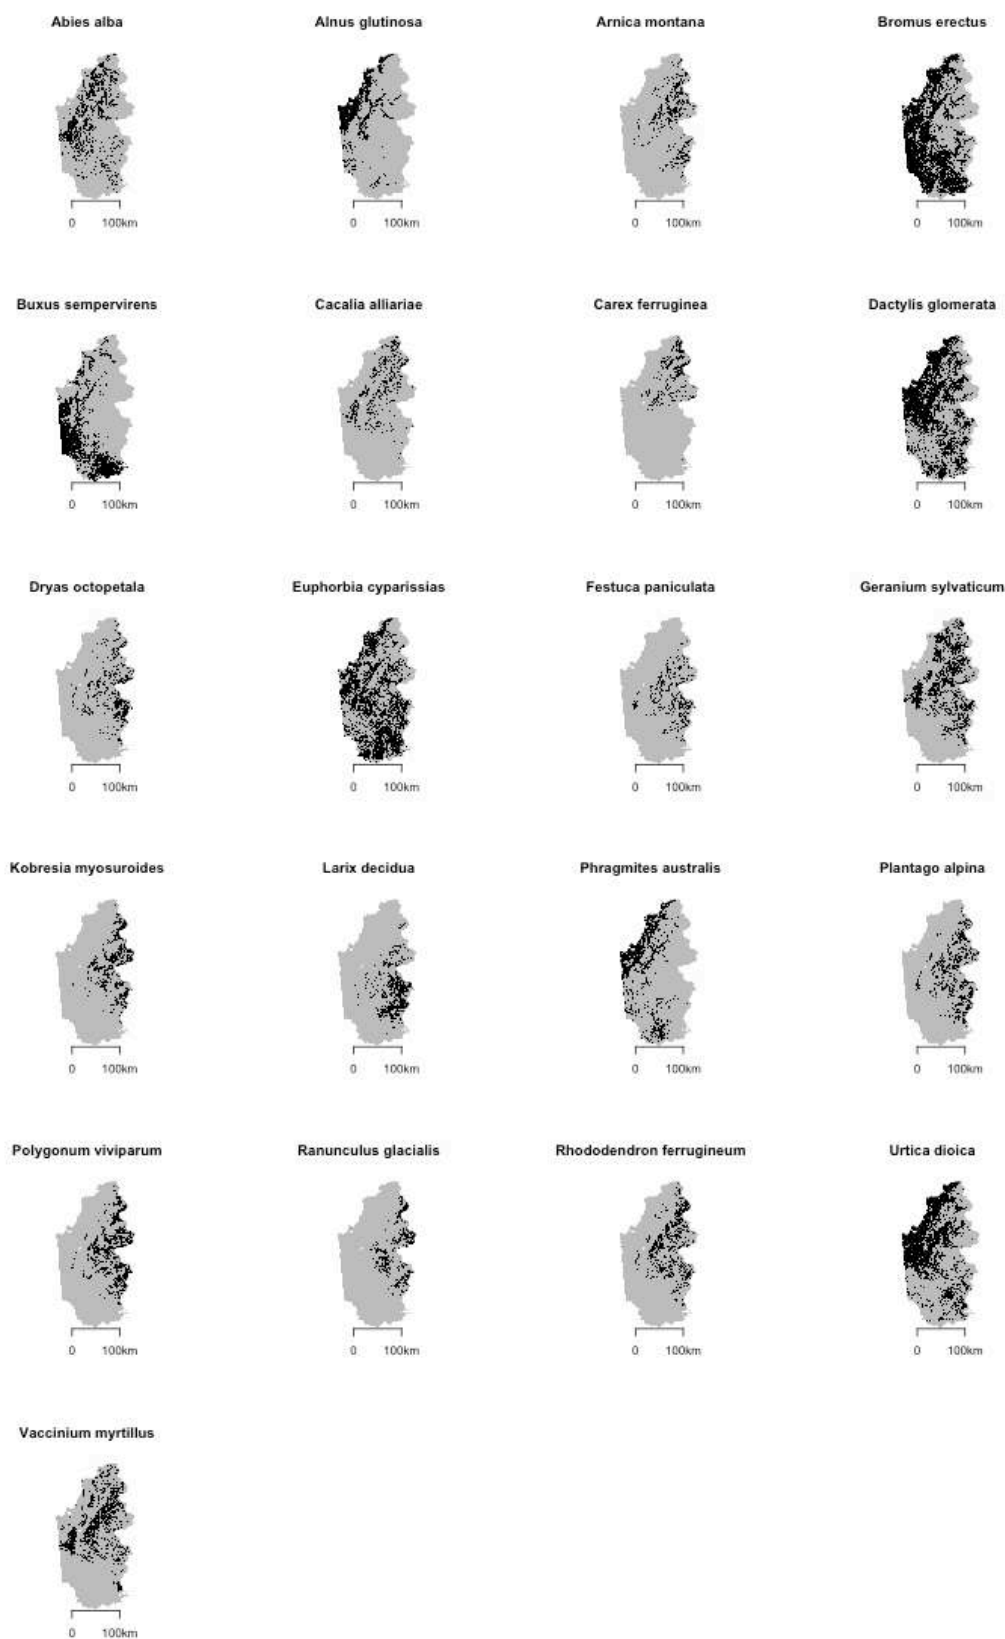 Abies alba Alnus glutinosa Arnica montana Bromus erectus
0 100km 0 100km 0 100km 0 100km
Buxus sempervirens Cacalia alliariae Carex ferruginea Dactylis glomerata
0 100km 0 100km 0 100km 0 100km
Dryas octopetala Euphorbia cyparissias Festuca paniculata Geranium sylvaticum
0 100km 0 100km 0 100km 0 100km
Kobresia myosuroides Larix decidua Phragmites australis Plantago alpina
0 100km 0 100km 0 100km 0 100km
Polygonum viviparum Ranunculus glacialis Rhododendron ferrugineum Urtica dioica
0 100km 0 100km 0 100km 0 100km
Vaccinium myrtillus
0 100km